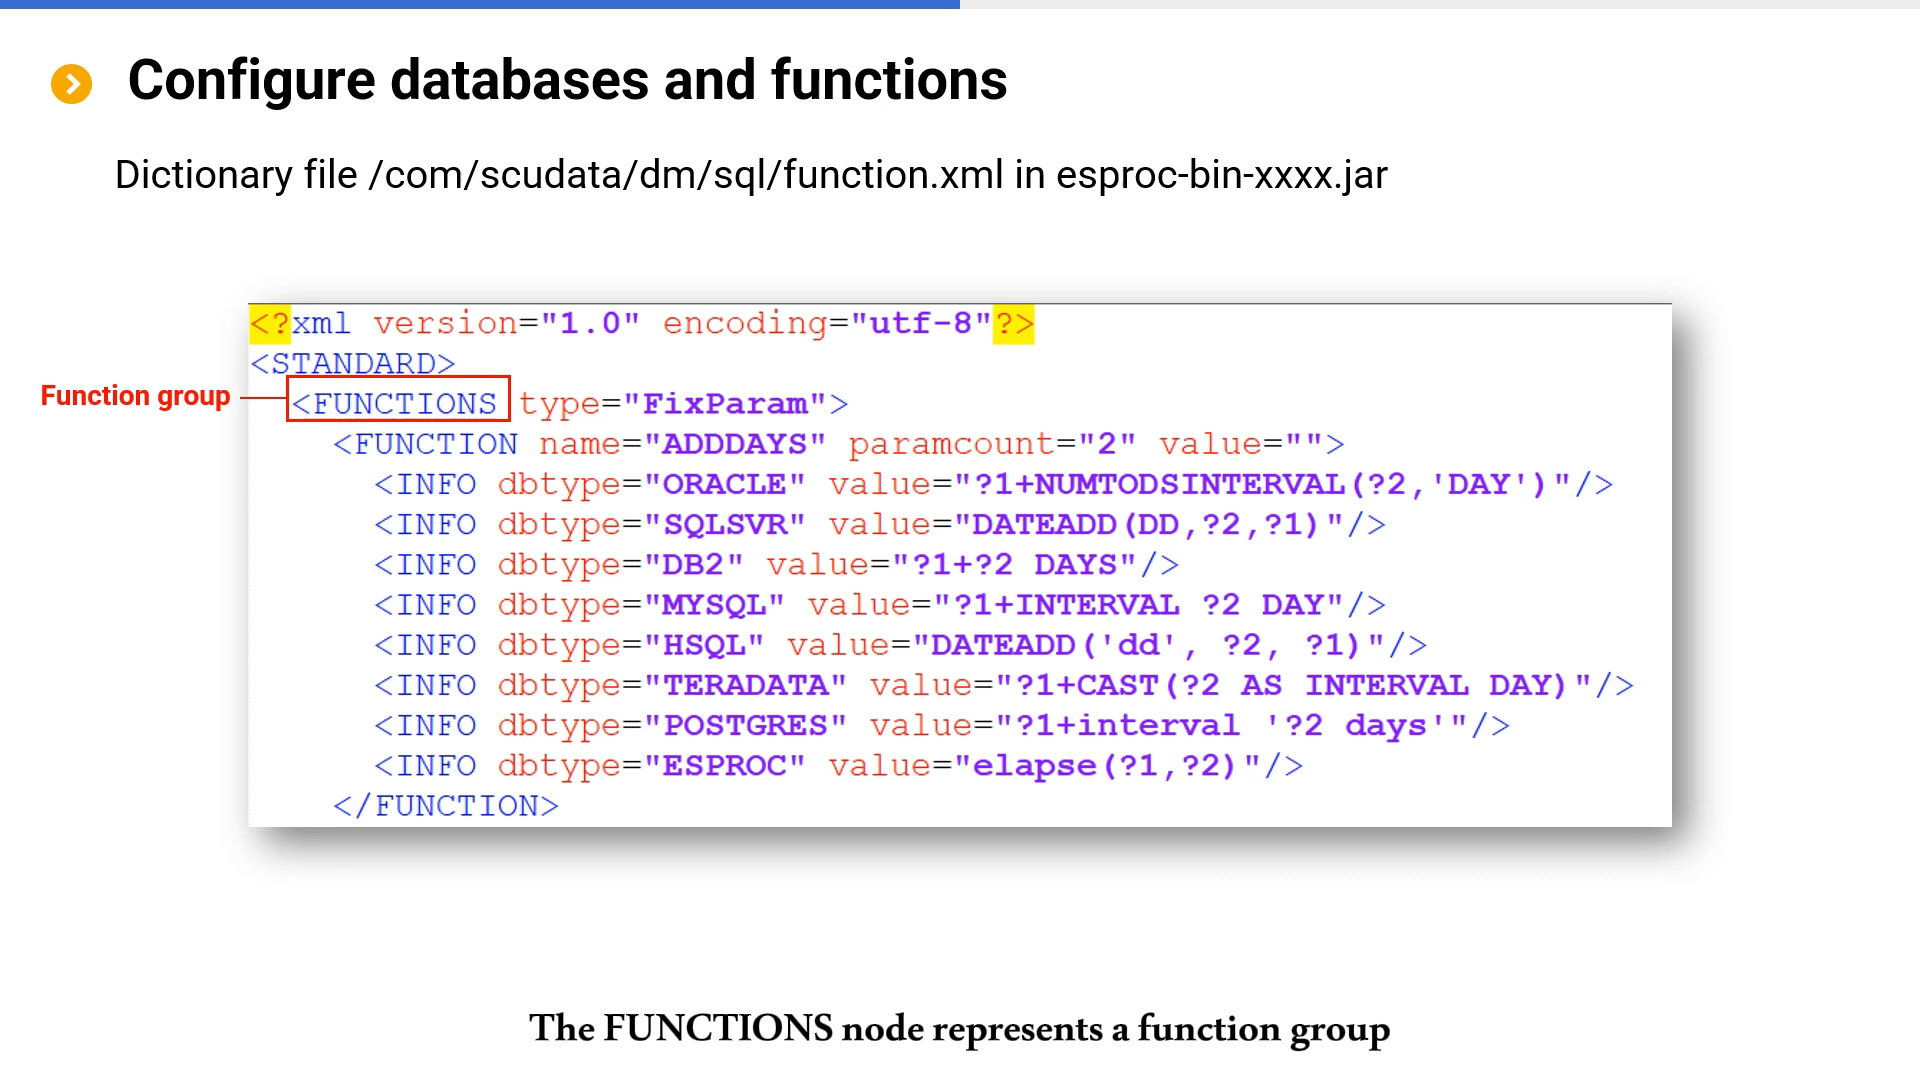 Configure databases and functions
Dictionary file /com/scudata/dm/sql/function.xml in esproc-bin-xxxx.jar
<?xml version="1.0" encoding="utf-8"?>
<STANDARD>
Function group
<FUNCTIONS type="FixParam">
<FUNCTION name="ADDDAYS" paramcount="2" value="">
<INFO dbtype="ORACLE" value="?1+NUMTODSINTERVAL(?2,'DAY')"/>
<INFO dbtype="SQLSVR" value="DATEADD(DD,?2,?1)"/>
<INFO dbtype="DB2" value="?1+?2 DAYS"/>
<INFO dbtype="MYSQL" value="?1+INTERVAL ?2 DAY"/>
<INFO dbtype="HSQL" value="DATEADD('dd', ?2, ?1)"/>
<INFO dbtype="TERADATA" value="?1+CAST(?2 AS INTERVAL DAY)"/>
<INFO dbtype="POSTGRES" value="?1+interval '?2 days'"/>
<INFO dbtype="ESPROC" value="elapse(?1,?2)"/>
</FUNCTION>
The FUNCTIONS node represents a function group